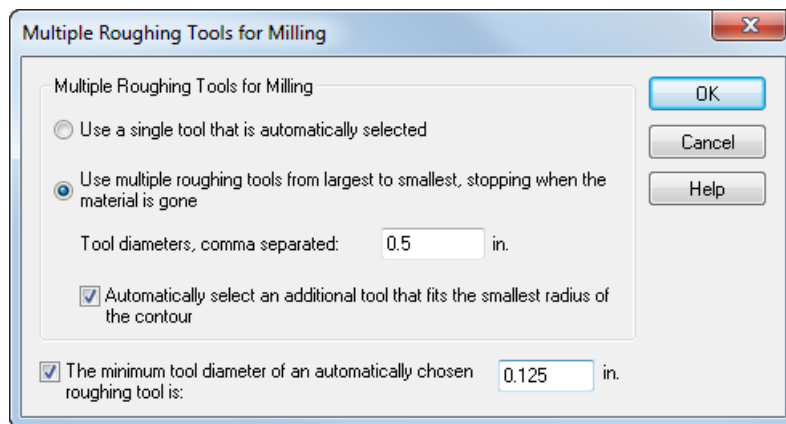 Multiple Roughing Tools for Milling
Multiple Roughing Tools for Milling
OK
Use a single tool that is automatically selected
Cancel
Use multiple roughing tools from largest to smallest, stopping when the
material is gone
Help
Tool diameters, comma separated: 0.5 in.
Automatically select an additional tool that fits the smallest radius of
the contour
The minimum tool diameter of an automatically chosen
roughing tool is: 0.125 in.